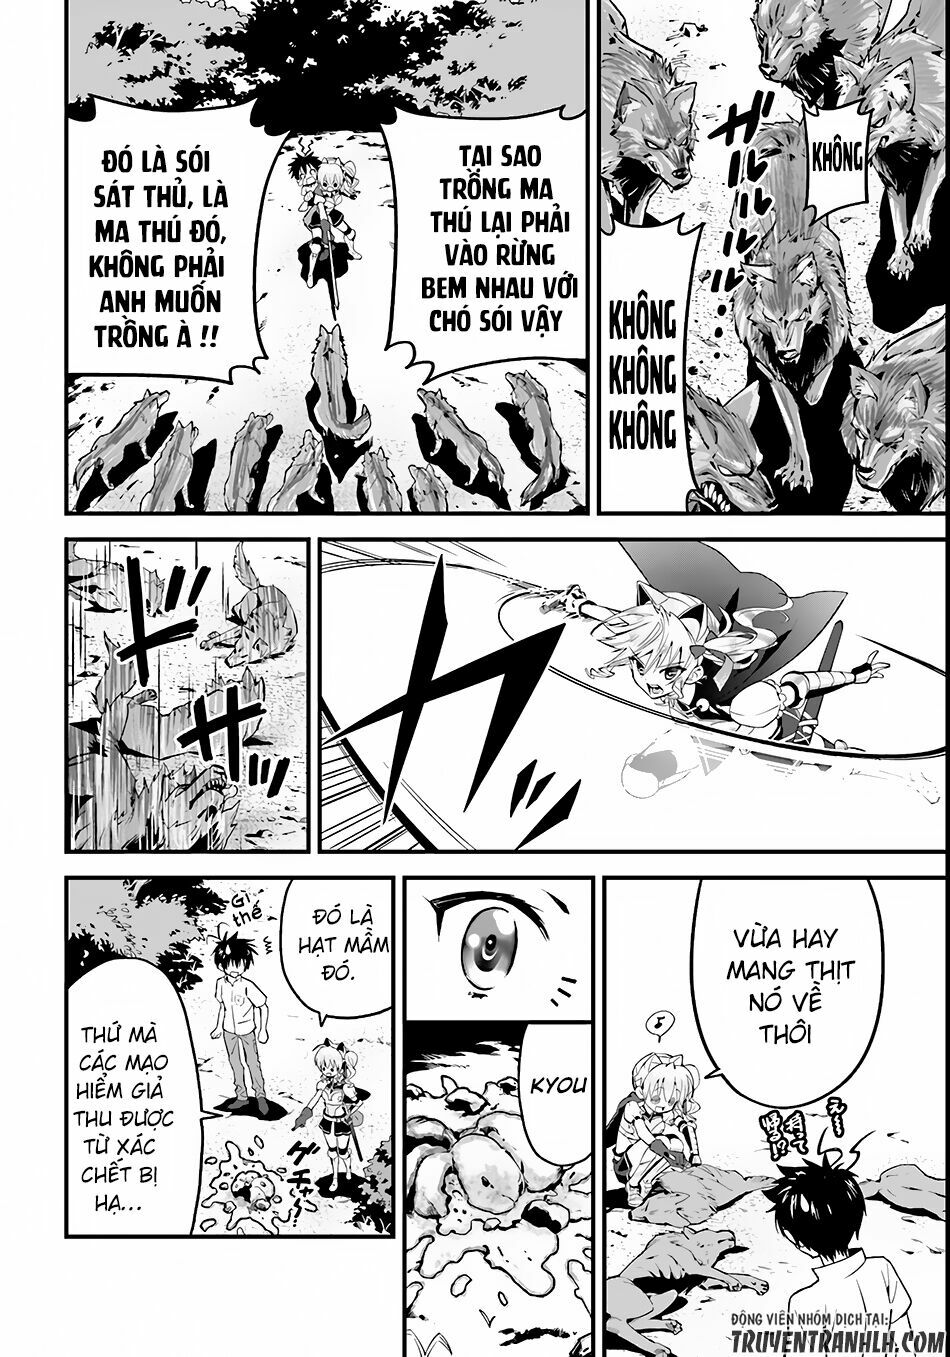 KHÔNG
KHÔNG
KHÔNG
KHÔNG
TẠI SAO
TRỒNG MA
THÚ LẠI PHẢI
VÀO RỪNG
BEM NHAU VỚI
CHÓ SÓI VẬY
ĐÓ LÀ SÓI
SÁT THỦ, LÀ
MA THÚ ĐÓ,
KHÔNG PHẢI
ANH MUỐN
TRỒNG À !!
VỪA HAY
MANG THỊT
NÓ VỀ
THÔI
KYOU
ĐÓ LÀ
HẠT MẦM
ĐÓ.
Gì
thế
THỨ MÀ
CÁC MẠO
HIỂM GIẢ
THU ĐƯỢC
TỪ XÁC
CHẾT BỊ
HẠ...
ĐỘNG VIÊN NHÓM DỊCH TẠI:
TRUYENTRANHLH.COM